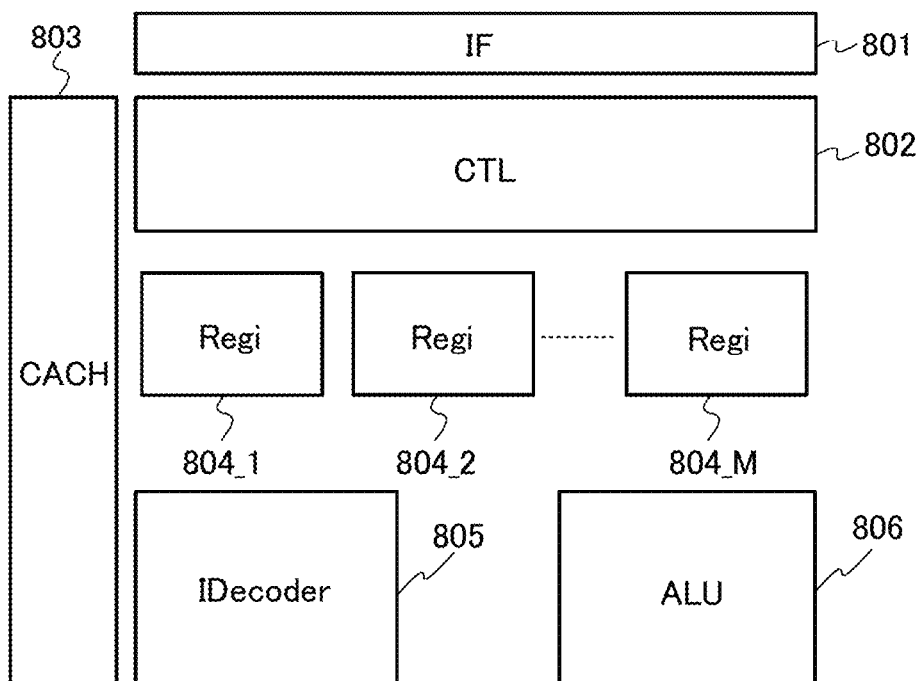 803
IF
801
CTL
802
CACH
Regi
Regi
Regi
804_1
804_2
804_M
IDecoder
805
ALU
806